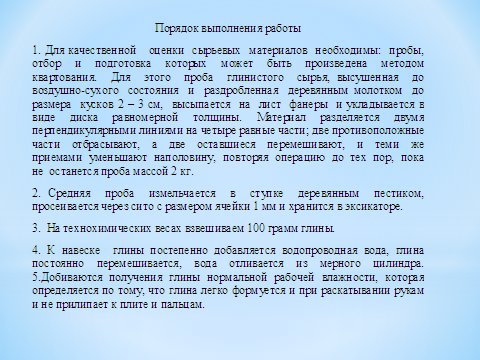 Порядок выполнения работы
1. Для качественной оценки сырьевых материалов необходимы: пробы,
отбор и подготовка которых может быть произведена методом
квартования. Для этого проба глинистого сырья, высушенная до
воздушно-сухого состояния и раздробленная деревянным молотком до
размера кусков 2 – 3 см, высыпается на лист фанеры и укладывается в
виде диска равномерной толщины. Материал разделяется двумя
перпендикулярными линиями на четыре равные части; две противоположные
части отбрасывают, а две оставшиеся перемешивают, и теми же
приемами уменьшают наполовину, повторяя операцию до тех пор, пока
не останется проба массой 2 кг.
2. Средняя проба измельчается в ступке деревянным пестиком,
просеивается через сито с размером ячейки 1 мм и хранится в эксикаторе.
3. На технохимических весах взвешиваем 100 грамм глины.
4. К навеске глины постепенно добавляется водопроводная вода, глина
постоянно перемешивается, вода отливается из мерного цилиндра.
5.Добиваются получения глины нормальной рабочей влажности, которая
определяется по тому, что глина легко формуется и при раскатывании рукам
и не прилипает к плите и пальцам.